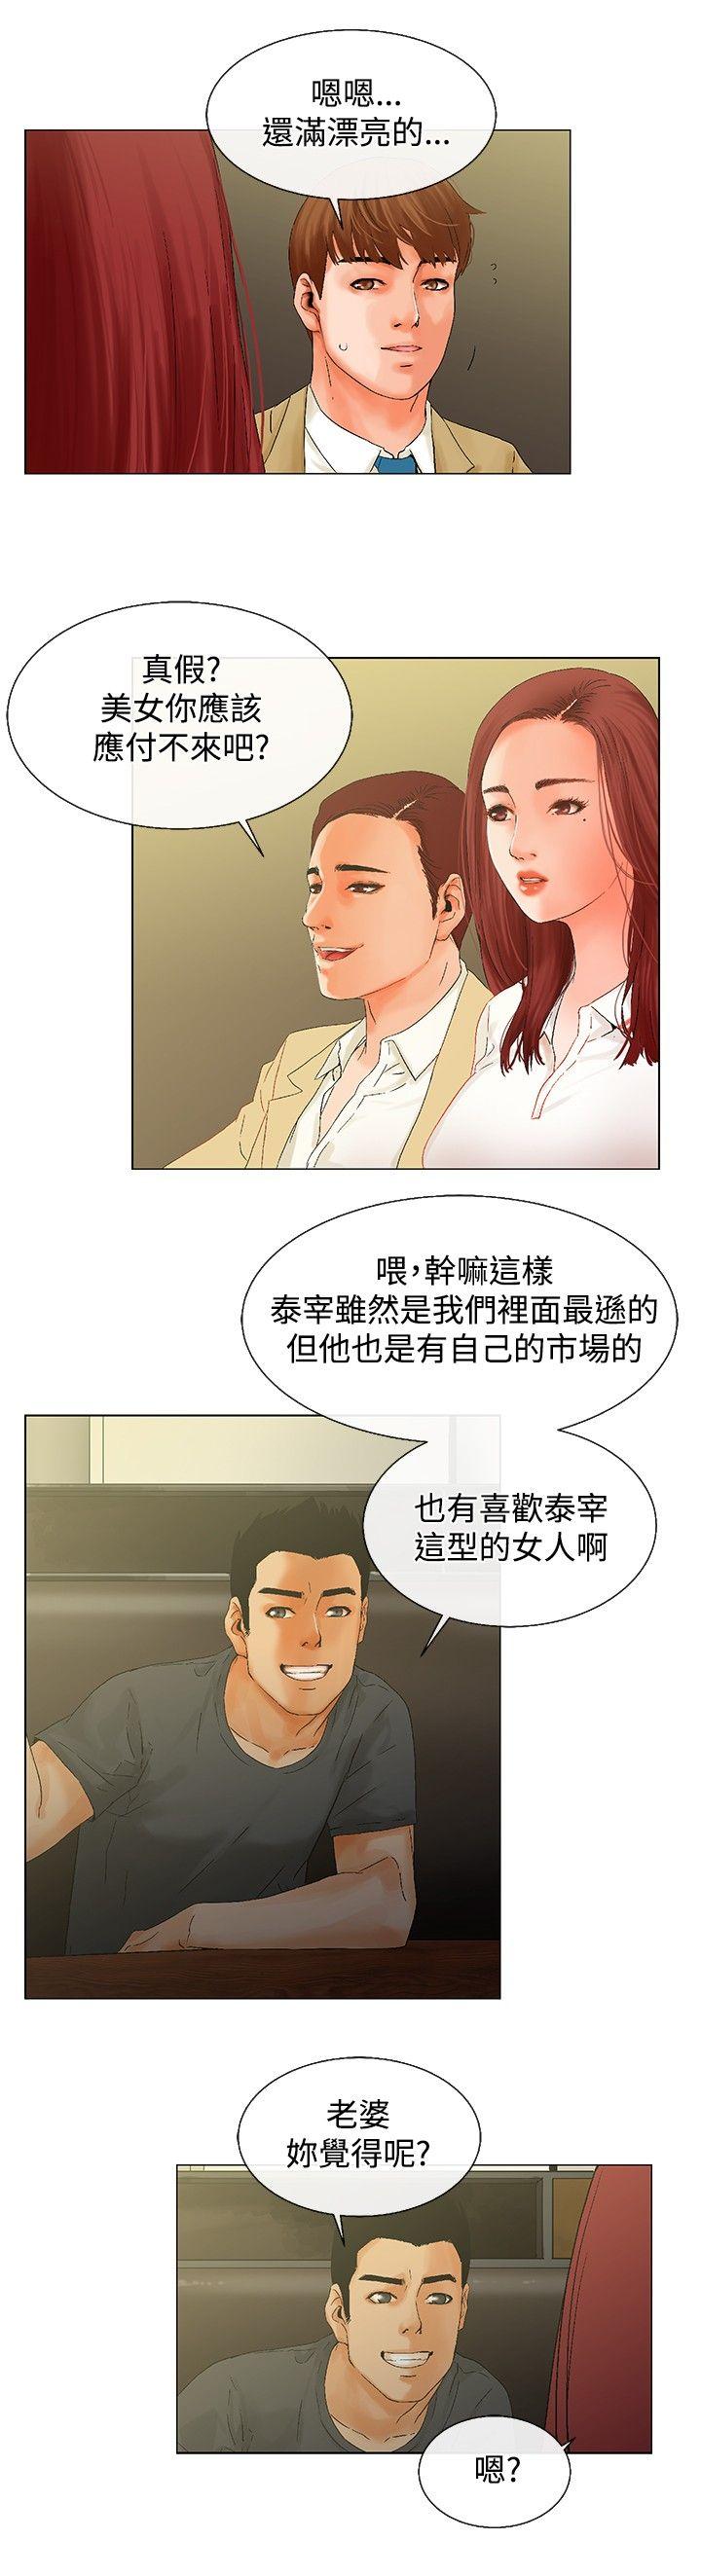 嗯嗯...
還滿漂亮的...
真假?
美女你應該
應付不來吧?
喂,幹嘛這樣
泰宰雖然是我們裡面最遜的
但他也是有自己的市場的
也有喜歡泰宰
這型的女人啊
老婆
妳覺得呢?
嗯?